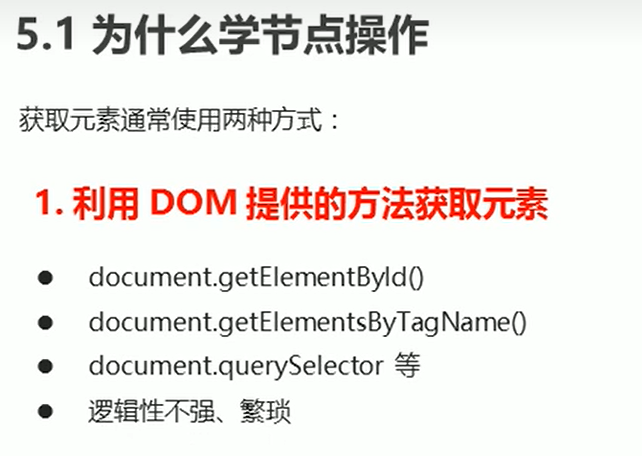 5.1 为什么学节点操作
获取元素通常使用两种方式：
1. 利用 DOM 提供的方法获取元素
● document.getElementById()
● document.getElementsByTagName()
● document.querySelector 等
● 逻辑性不强、繁琐